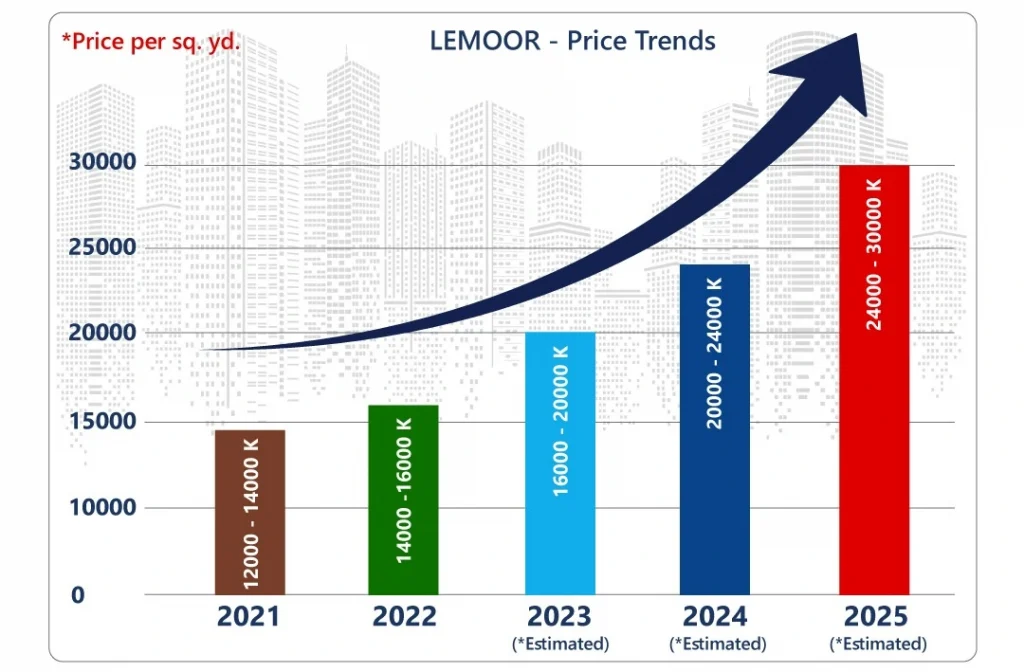 *Price per sq. yd.
LEMOOR - Price Trends
30000
25000
20000
15000
10000
0
12000 - 14000 K
14000 -16000 K
16000 - 20000 K
20000 - 24000 K
24000 - 30000 K
2021
2022
2023
2024
2025
(*Estimated)
(*Estimated)
(*Estimated)